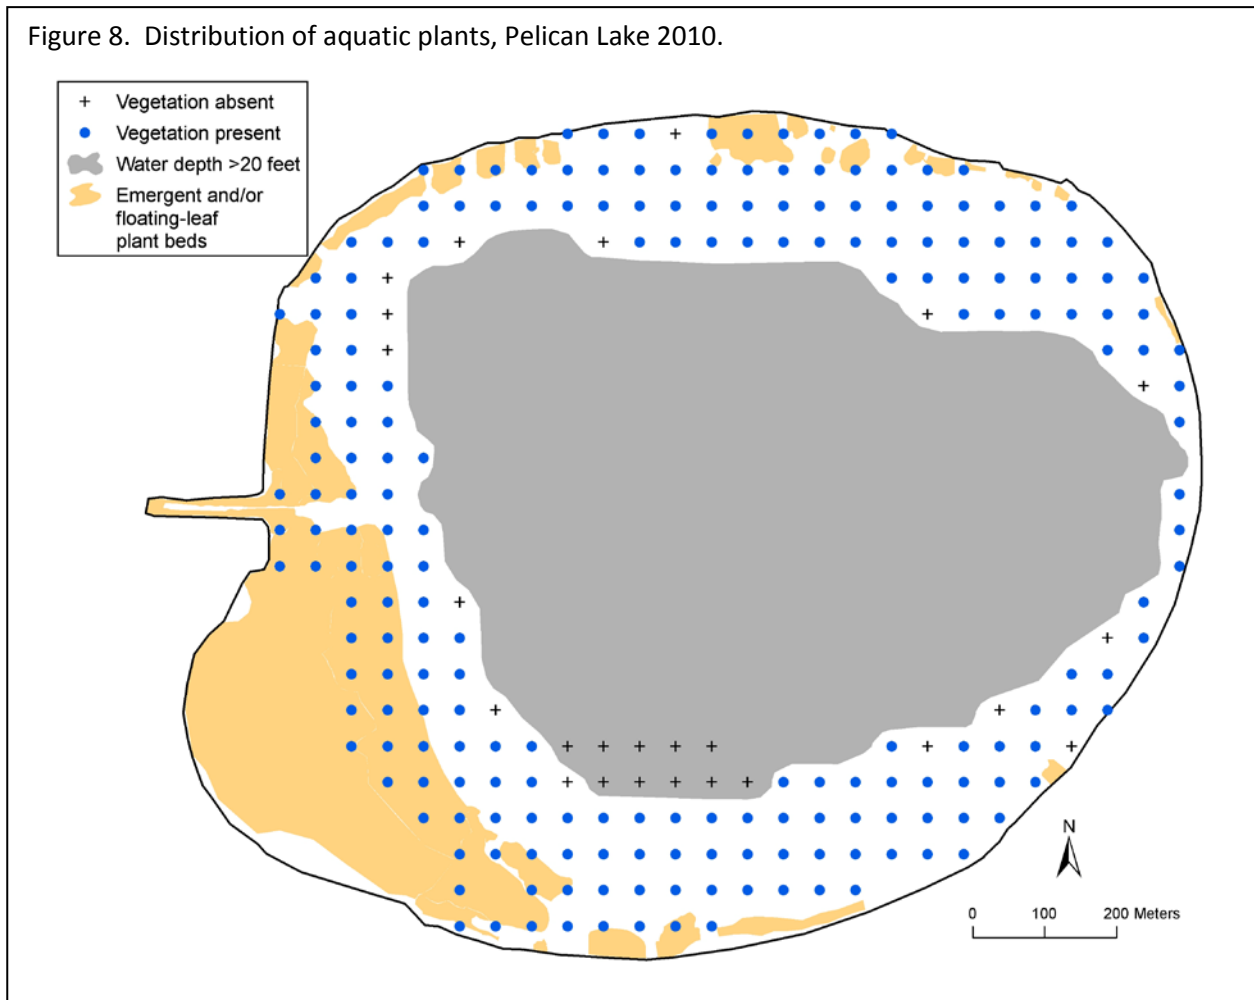 Figure 8.  Distribution of aquatic plants, Pelican Lake 2010.
Vegetation absent
Vegetation present
Water depth >20 feet
Emergent and/or
floating-leaf
plant beds
N
0 100 200 Meters